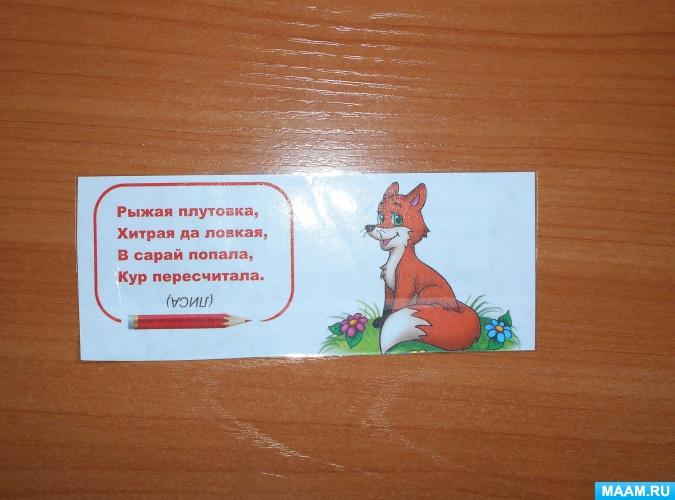 Рыжая плутовка,
Хитрая да ловкая,
В сарай попала,
Кур пересчитала.
(ЛИСА)
MAAM.RU